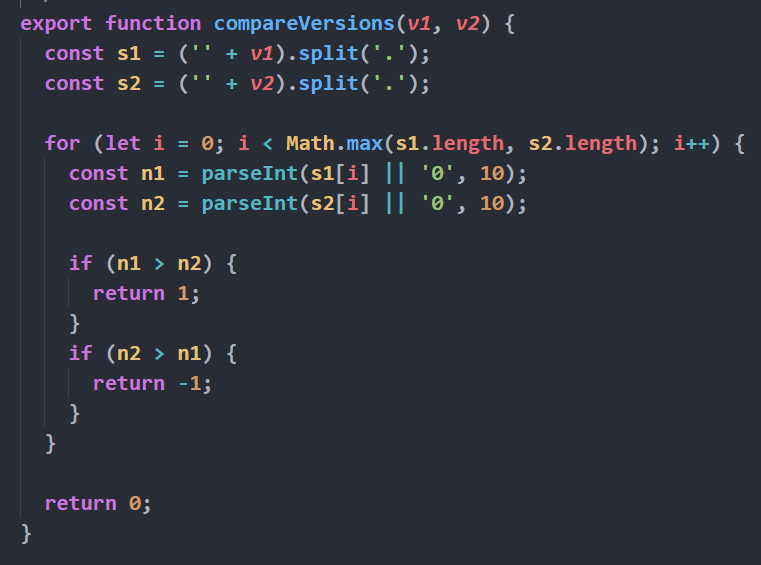 export function compareVersions(v1, v2) {
  const s1 = ('' + v1).split('.');
  const s2 = ('' + v2).split('.');

  for (let i = 0; i < Math.max(s1.length, s2.length); i++) {
    const n1 = parseInt(s1[i] || '0', 10);
    const n2 = parseInt(s2[i] || '0', 10);

    if (n1 > n2) {
      return 1;
    }
    if (n2 > n1) {
      return -1;
    }
  }

  return 0;
}